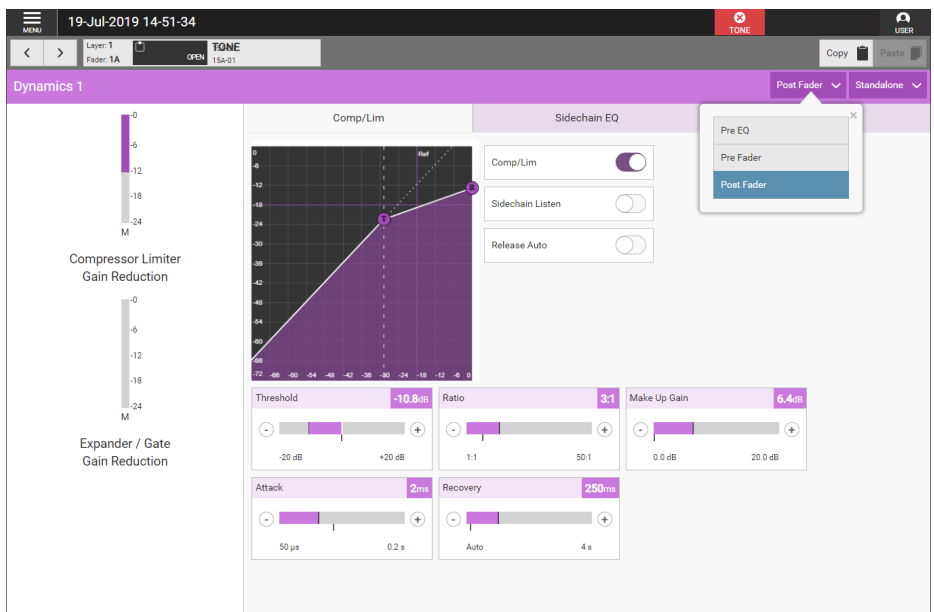 MENU
19-Jul-2019 14-51-34
TONE
USER
Layer: 1
Fader: 1A
OPEN
TONE
15A-01
Copy
Paste
Dynamics 1
Post Fader
Standalone
Pre EQ
Pre Fader
Post Fader
Comp/Lim
Sidechain EQ
-0
-6
-12
-18
-24
M
Compressor Limiter
Gain Reduction
-0
-6
-12
-18
-24
M
Expander / Gate
Gain Reduction
Ref
0
-6
-12
-18
-24
-30
-36
-42
-48
-54
-60
-66
-72 -66 -60 -54 -48 -42 -36 -30 -24 -18 -12 -6 0
T
R
Comp/Lim
Sidechain Listen
Release Auto
Threshold -10.8dB
-20 dB +20 dB
Ratio 3:1
1:1 50:1
Make Up Gain 6.4dB
0.0 dB 20.0 dB
Attack 2ms
50 µs 0.2 s
Recovery 250ms
Auto 4 s